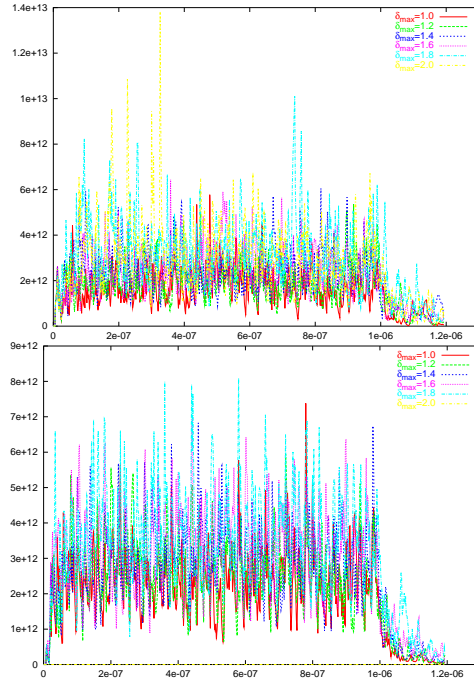 1.4e+13
1.2e+13
1e+13
8e+12
6e+12
4e+12
2e+12
0
0 2e-07 4e-07 6e-07 8e-07 1e-06 1.2e-06
δmax=1.0
δmax=1.2
δmax=1.4
δmax=1.6
δmax=1.8
δmax=2.0
9e+12
8e+12
7e+12
6e+12
5e+12
4e+12
3e+12
2e+12
1e+12
0
0 2e-07 4e-07 6e-07 8e-07 1e-06 1.2e-06
δmax=1.0
δmax=1.2
δmax=1.4
δmax=1.6
δmax=1.8
δmax=2.0